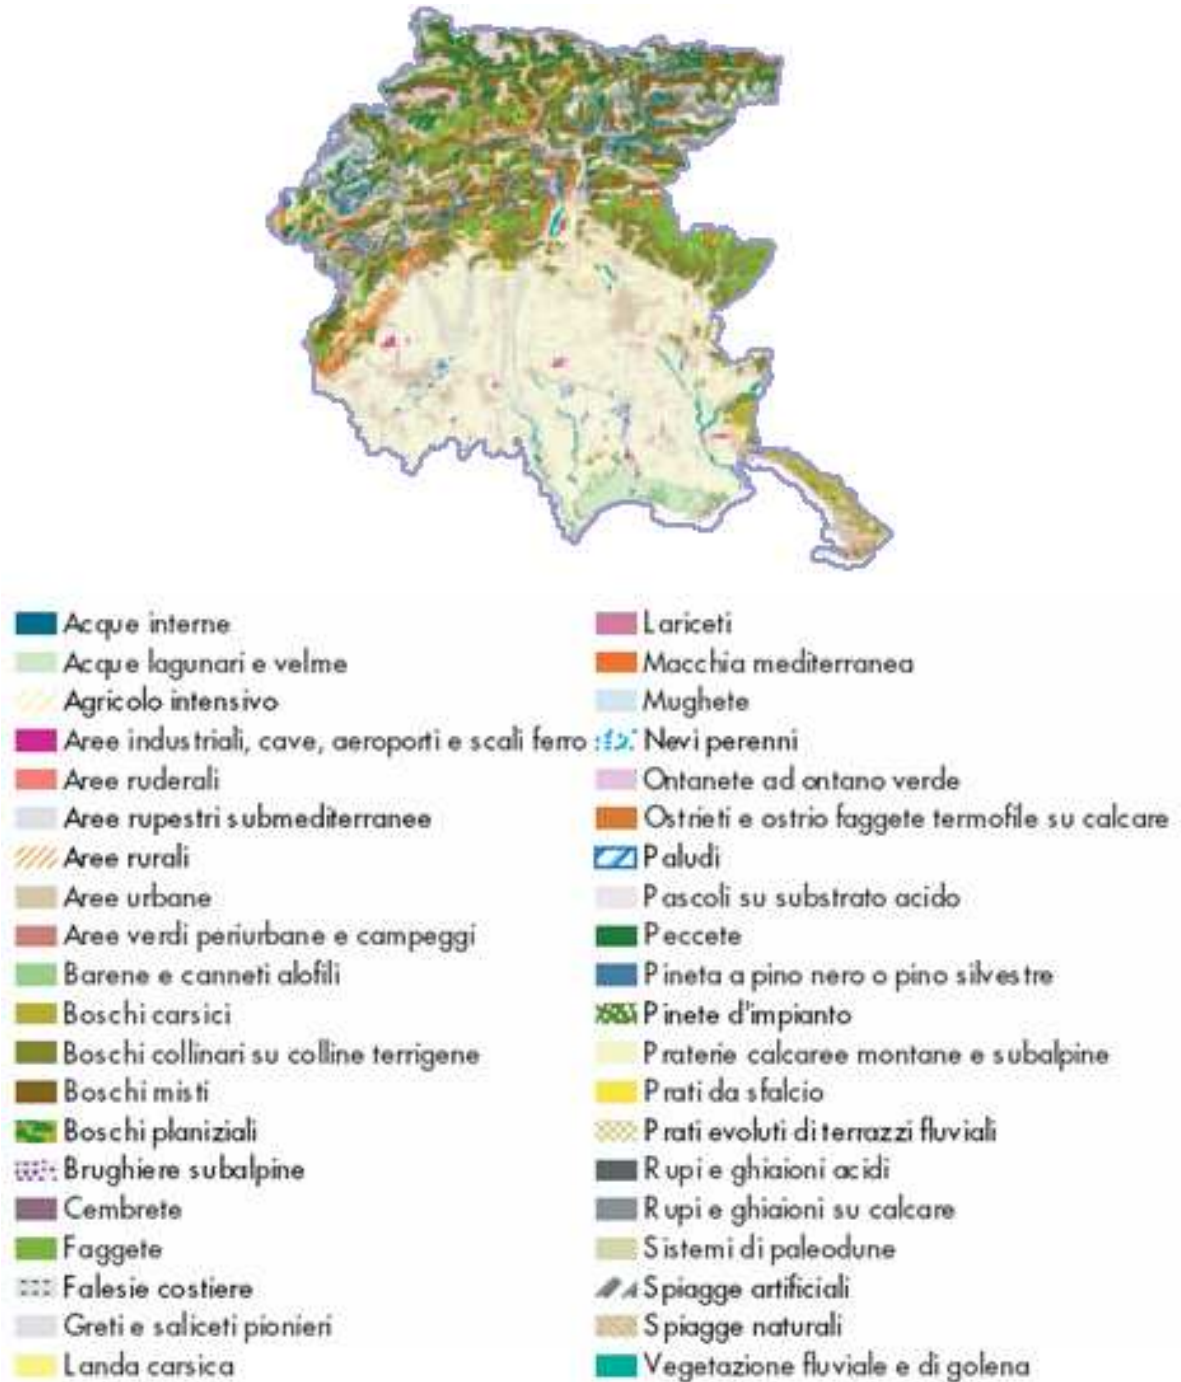 Acque interne
Acque lagunari e velme
Agricolo intensivo
Aree industriali, cave, aeroporti e scali ferro
Aree ruderali
Aree rupestri submediterranee
Aree rurali
Aree urbane
Aree verdi periurbane e campeggi
Barene e canneti alofili
Boschi carsici
Boschi collinari su colline terrigene
Boschi misti
Boschi planiziali
Brughiere subalpine
Cembrete
Faggete
Falesie costiere
Greti e saliceti pionieri
Landa carsica
Lariceti
Macchia mediterranea
Mughete
Nevi perenni
Ontanete ad ontano verde
Ostrieti e ostrio faggete termofile su calcare
Paludi
Pascoli su substrato acido
Peccete
Pineta a pino nero o pino silvestre
Pinete d'impianto
Praterie calcaree montane e subalpine
Prati da sfalcio
Prati evoluti di terrazzi fluviali
Rupi e ghiaioni acidi
Rupi e ghiaioni su calcare
Sistemi di paleodune
Spiagge artificiali
Spiagge naturali
Vegetazione fluviale e di golena